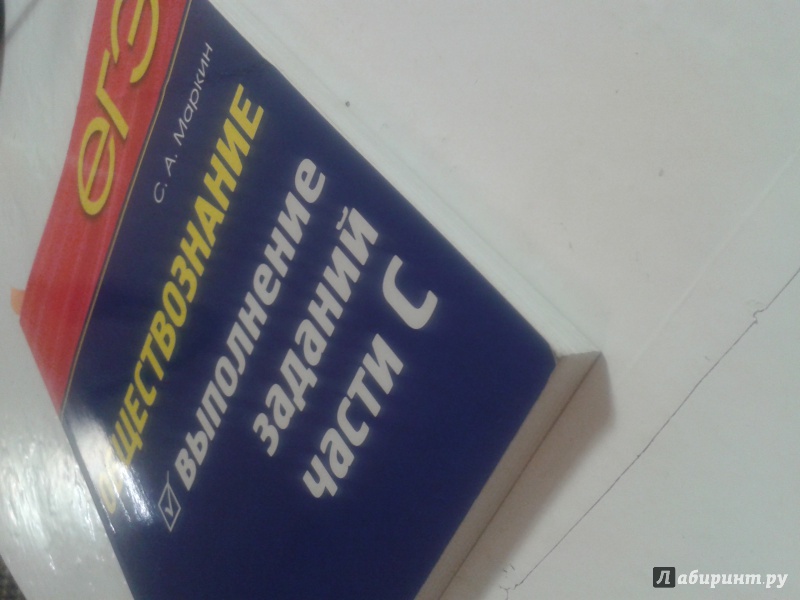 еГЭ
С. А. Маркин
ОБЩЕСТВОЗНАНИЕ
выполнение
заданий
части С
Лабиринт.ру